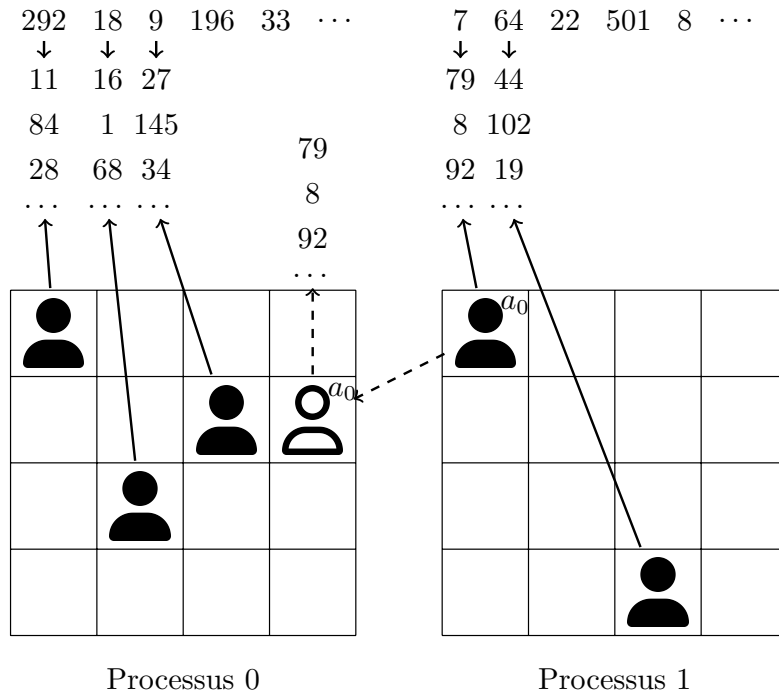 292 18 9 196 33 ⋯ 7 64 22 501 8 ⋯
11 16 27 79 44
84 1 145 8 102
79
28 68 34 92 19
8
… … … … …
92
…
a₀
a₀
Processus 0 Processus 1